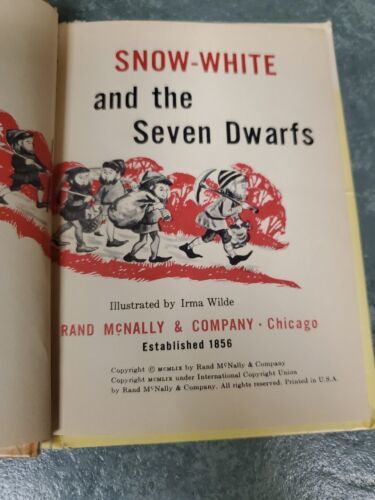 SNOW-WHITE
and the
Seven Dwarfs
Illustrated by Irma Wilde
RAND McNALLY & COMPANY · Chicago
Established 1856
Copyright © MCMLIX by Rand McNally & Company
Copyright MCMLIX under International Copyright Union
by Rand McNally & Company. All rights reserved. Printed in U.S.A.